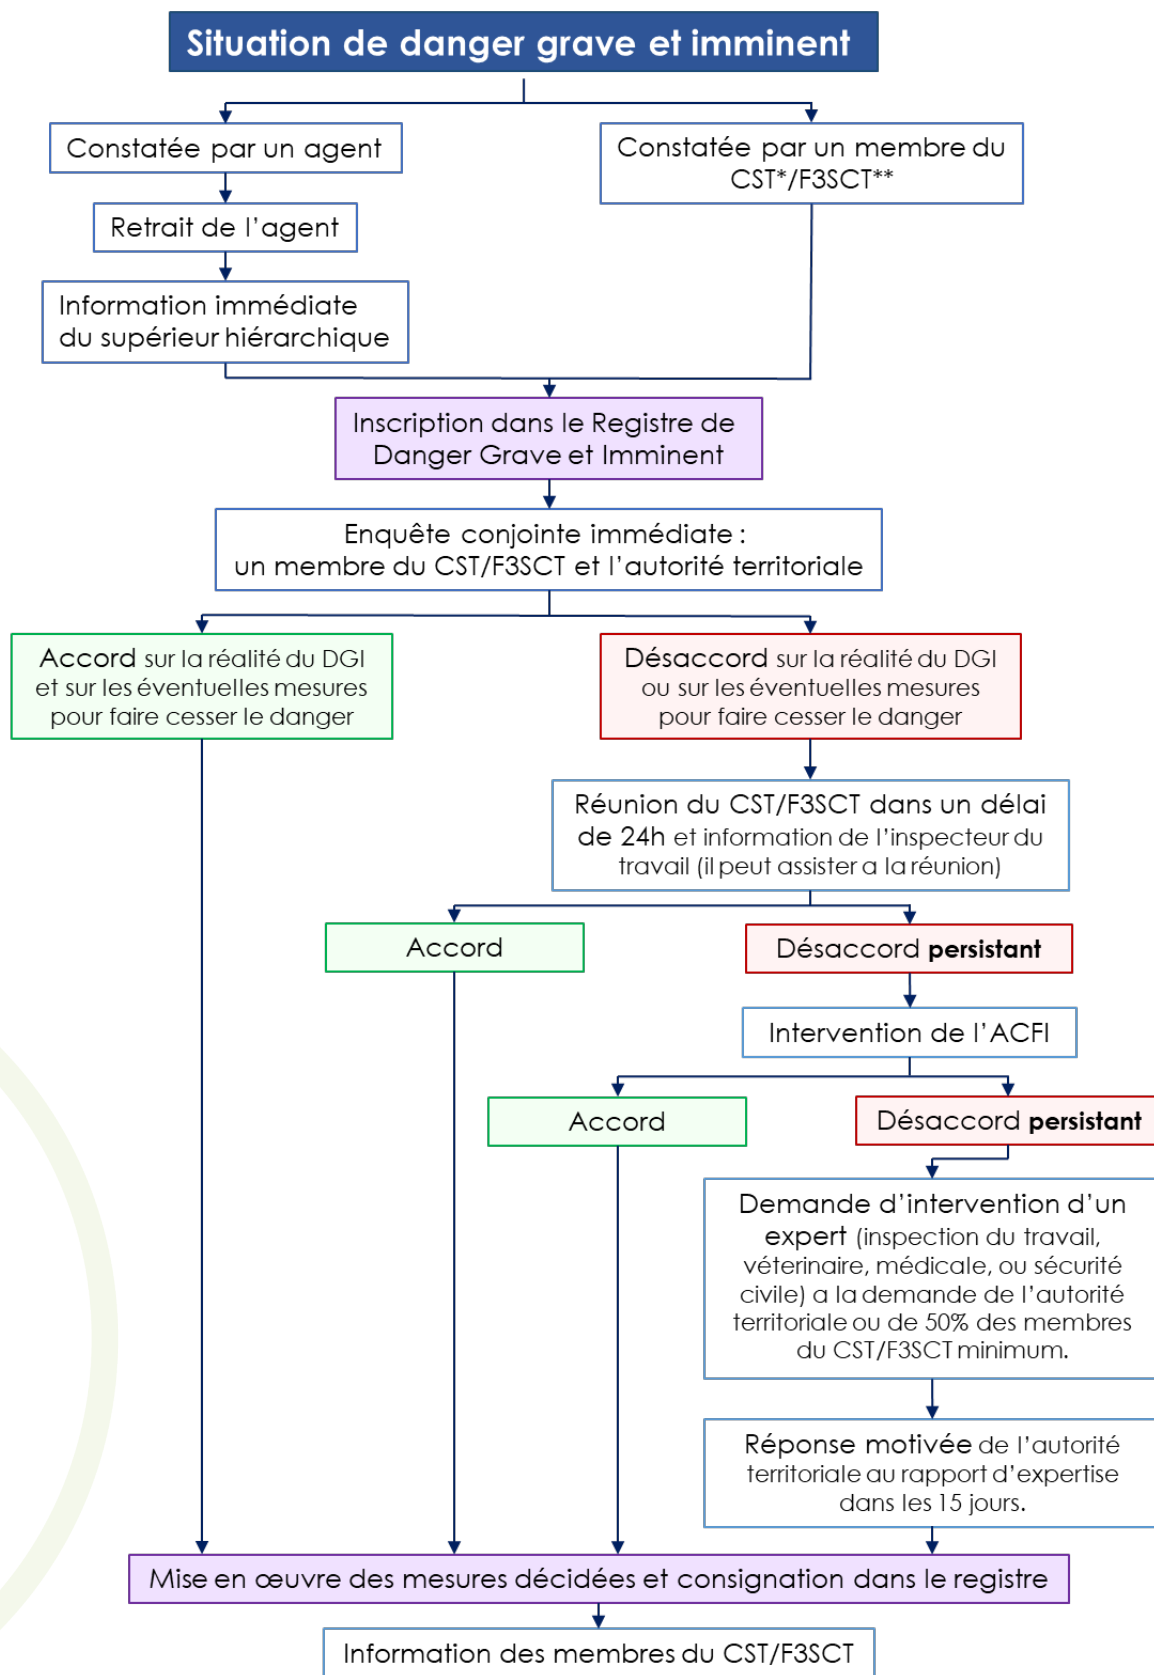 Situation de danger grave et imminent
Constatée par un agent
Constatée par un membre du
CST*/F3SCT**
Retrait de l'agent
Information immédiate
du supérieur hiérarchique
Inscription dans le Registre de
Danger Grave et Imminent
Enquête conjointe immédiate :
un membre du CST/F3SCT et l'autorité territoriale
Accord sur la réalité du DGI
et sur les éventuelles mesures
pour faire cesser le danger
Désaccord sur la réalité du DGI
ou sur les éventuelles mesures
pour faire cesser le danger
Réunion du CST/F3SCT dans un délai
de 24h et information de l'inspecteur du
travail (il peut assister a la réunion)
Accord
Désaccord persistant
Intervention de l'ACFI
Accord
Désaccord persistant
Demande d'intervention d'un
expert (inspection du travail,
véterinaire, médicale, ou sécurité
civile) a la demande de l'autorité
territoriale ou de 50% des membres
du CST/F3SCT minimum.
Réponse motivée de l'autorité
territoriale au rapport d'expertise
dans les 15 jours.
Mise en œuvre des mesures décidées et consignation dans le registre
Information des membres du CST/F3SCT